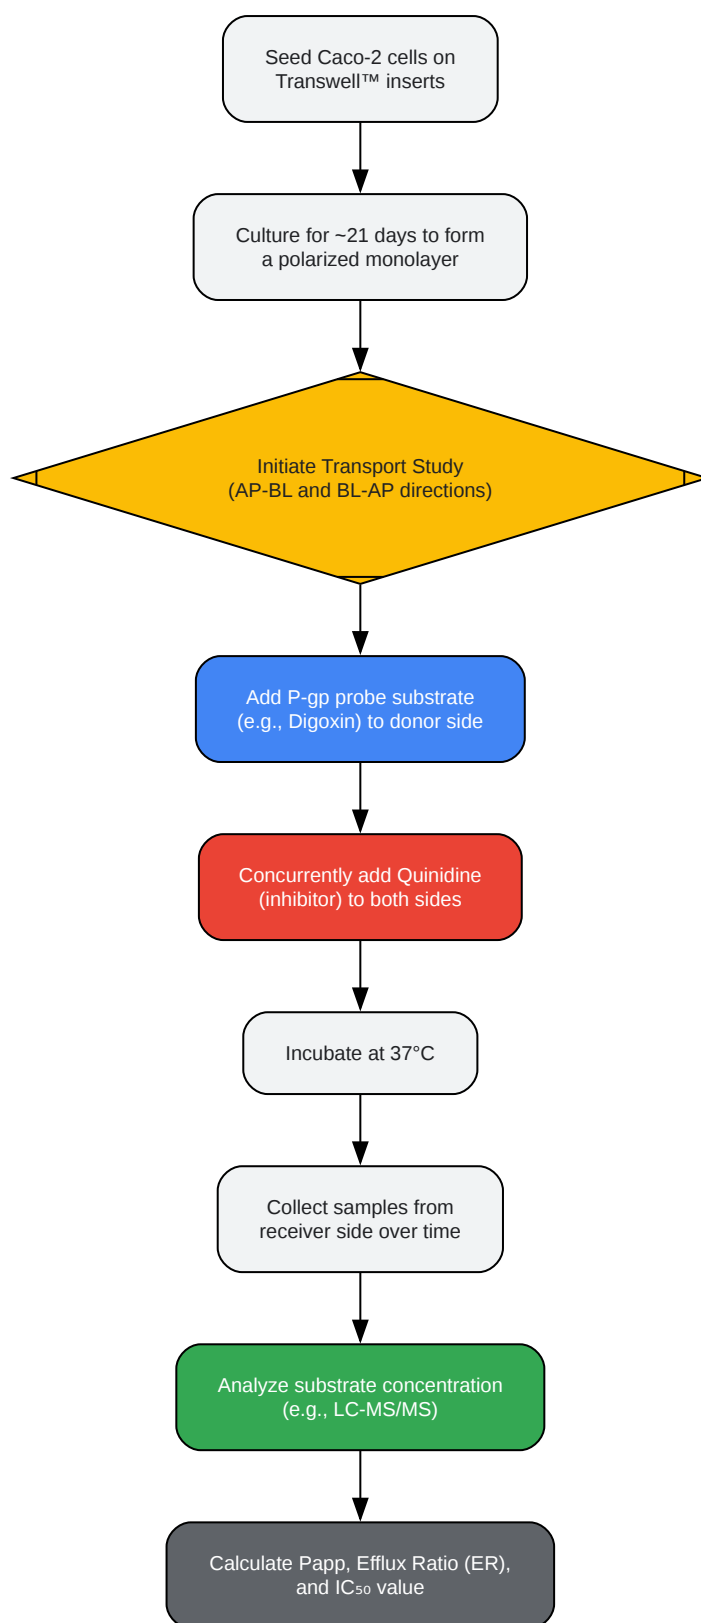 Seed Caco-2 cells on
Transwell™ inserts
Culture for ~21 days to form
a polarized monolayer
Initiate Transport Study
(AP-BL and BL-AP directions)
Add P-gp probe substrate
(e.g., Digoxin) to donor side
Concurrently add Quinidine
(inhibitor) to both sides
Incubate at 37°C
Collect samples from
receiver side over time
Analyze substrate concentration
(e.g., LC-MS/MS)
Calculate Papp, Efflux Ratio (ER),
and IC₅₀ value